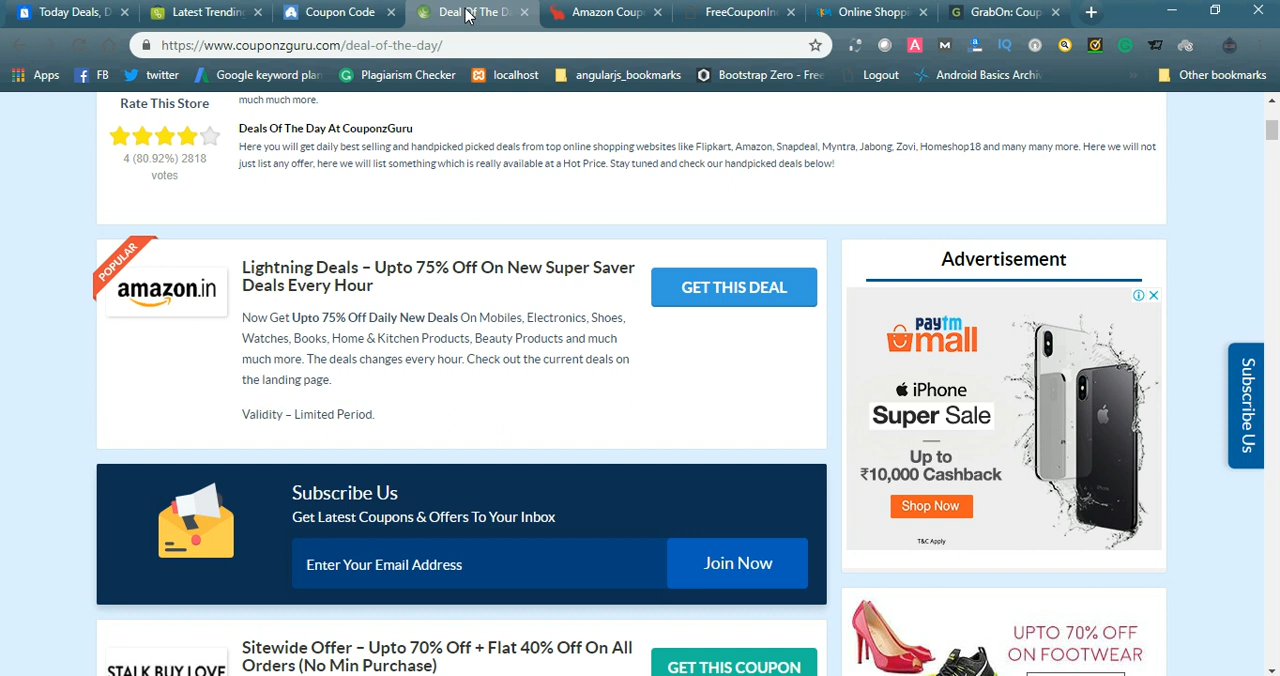 Today Deals, D
Latest Trendin
Coupon Code
Deal Of The D
Amazon Coup
FreeCouponIn
Online Shopp
GrabOn: Coup
https://www.couponzguru.com/deal-of-the-day/
Apps
FB
twitter
Google keyword plan
Plagiarism Checker
localhost
angularjs_bookmarks
Bootstrap Zero - Fre
Logout
Android Basics Archiv
Other bookmarks
Rate This Store
4 (80.92%) 2818
votes
much more.
Deals Of The Day At CouponzGuru
Here you will get daily best selling and handpicked picked deals from top online shopping websites like Flipkart, Amazon, Snapdeal, Myntra, Jabong, Zovi, Homeshop18 and many many more. Here we will not
just list any offer, here we will list something which is really available at a Hot Price. Stay tuned and check our handpicked deals below!
POPULAR
amazon.in
Lightning Deals – Upto 75% Off On New Super Saver
Deals Every Hour
Now Get Upto 75% Off Daily New Deals On Mobiles, Electronics, Shoes,
Watches, Books, Home & Kitchen Products, Beauty Products and much
much more. The deals changes every hour. Check out the current deals on
the landing page.
Validity – Limited Period.
GET THIS DEAL
Subscribe Us
Get Latest Coupons & Offers To Your Inbox
Enter Your Email Address
Join Now
STALK BUY LOVE
Sitewide Offer – Upto 70% Off + Flat 40% Off On All
Orders (No Min Purchase)
GET THIS COUPON
Advertisement
paytm
mall
iPhone
Super Sale
Up to
₹10,000 Cashback
Shop Now
T&C Apply
UPTO 70% OFF
ON FOOTWEAR
Subscribe Us